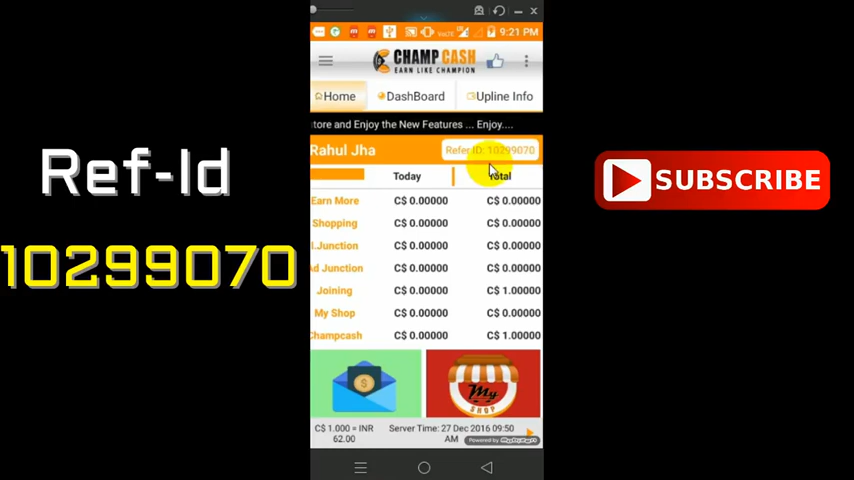 9:21 PM
CHAMP CASH
EARN LIKE CHAMPION
Home DashBoard Upline Info
tore and Enjoy the New Features ... Enjoy....
Rahul Jha Refer ID: 10299070
Today Total
Earn More C$ 0.00000 C$ 0.00000
Shopping C$ 0.00000 C$ 0.00000
.Junction C$ 0.00000 C$ 0.00000
Ad Junction C$ 0.00000 C$ 0.00000
Joining C$ 0.00000 C$ 1.00000
My Shop C$ 0.00000 C$ 0.00000
Champcash C$ 0.00000 C$ 1.00000
My
SHOP
C$ 1.000 = INR
62.00
Server Time: 27 Dec 2016 09:50
AM
Powered by
Ref-Id
10299070
SUBSCRIBE